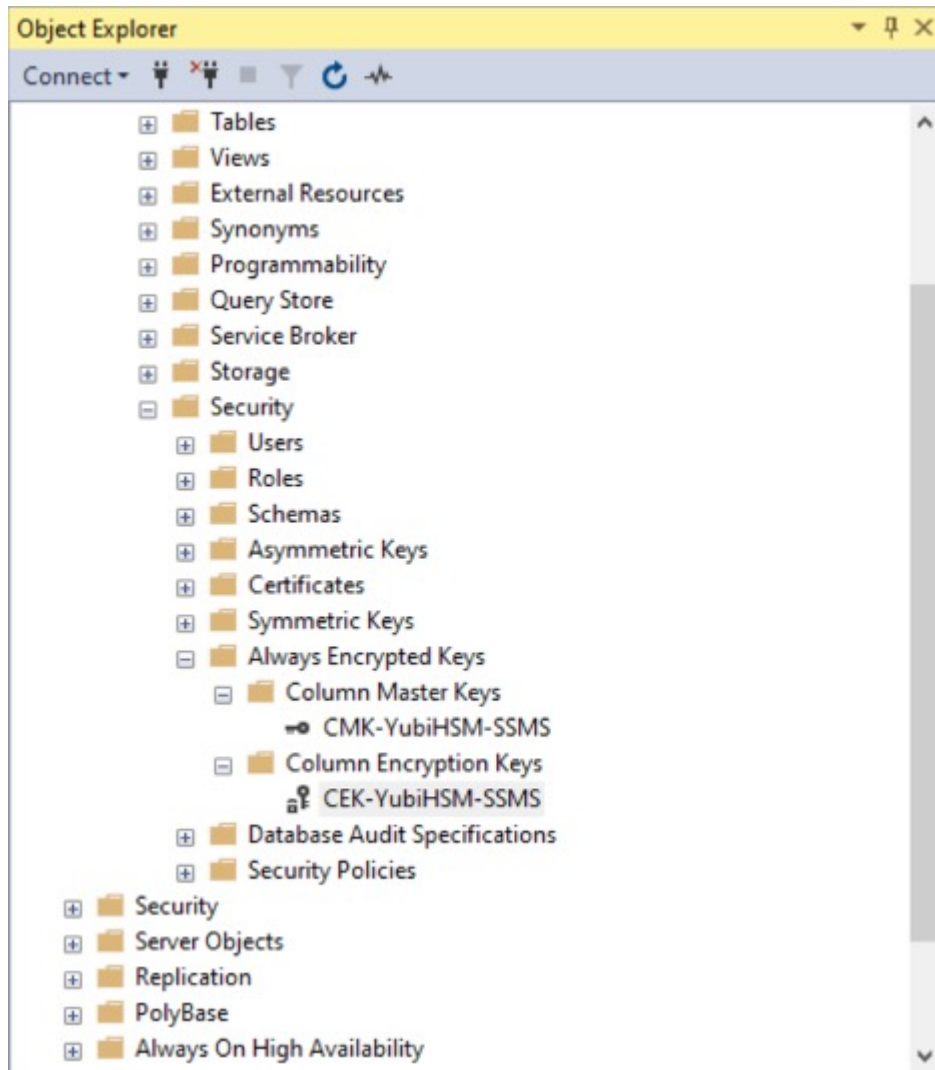 Object Explorer
Connect
Tables
Views
External Resources
Synonyms
Programmability
Query Store
Service Broker
Storage
Security
Users
Roles
Schemas
Asymmetric Keys
Certificates
Symmetric Keys
Always Encrypted Keys
Column Master Keys
CMK-YubiHSM-SSMS
Column Encryption Keys
CEK-YubiHSM-SSMS
Database Audit Specifications
Security Policies
Security
Server Objects
Replication
PolyBase
Always On High Availability